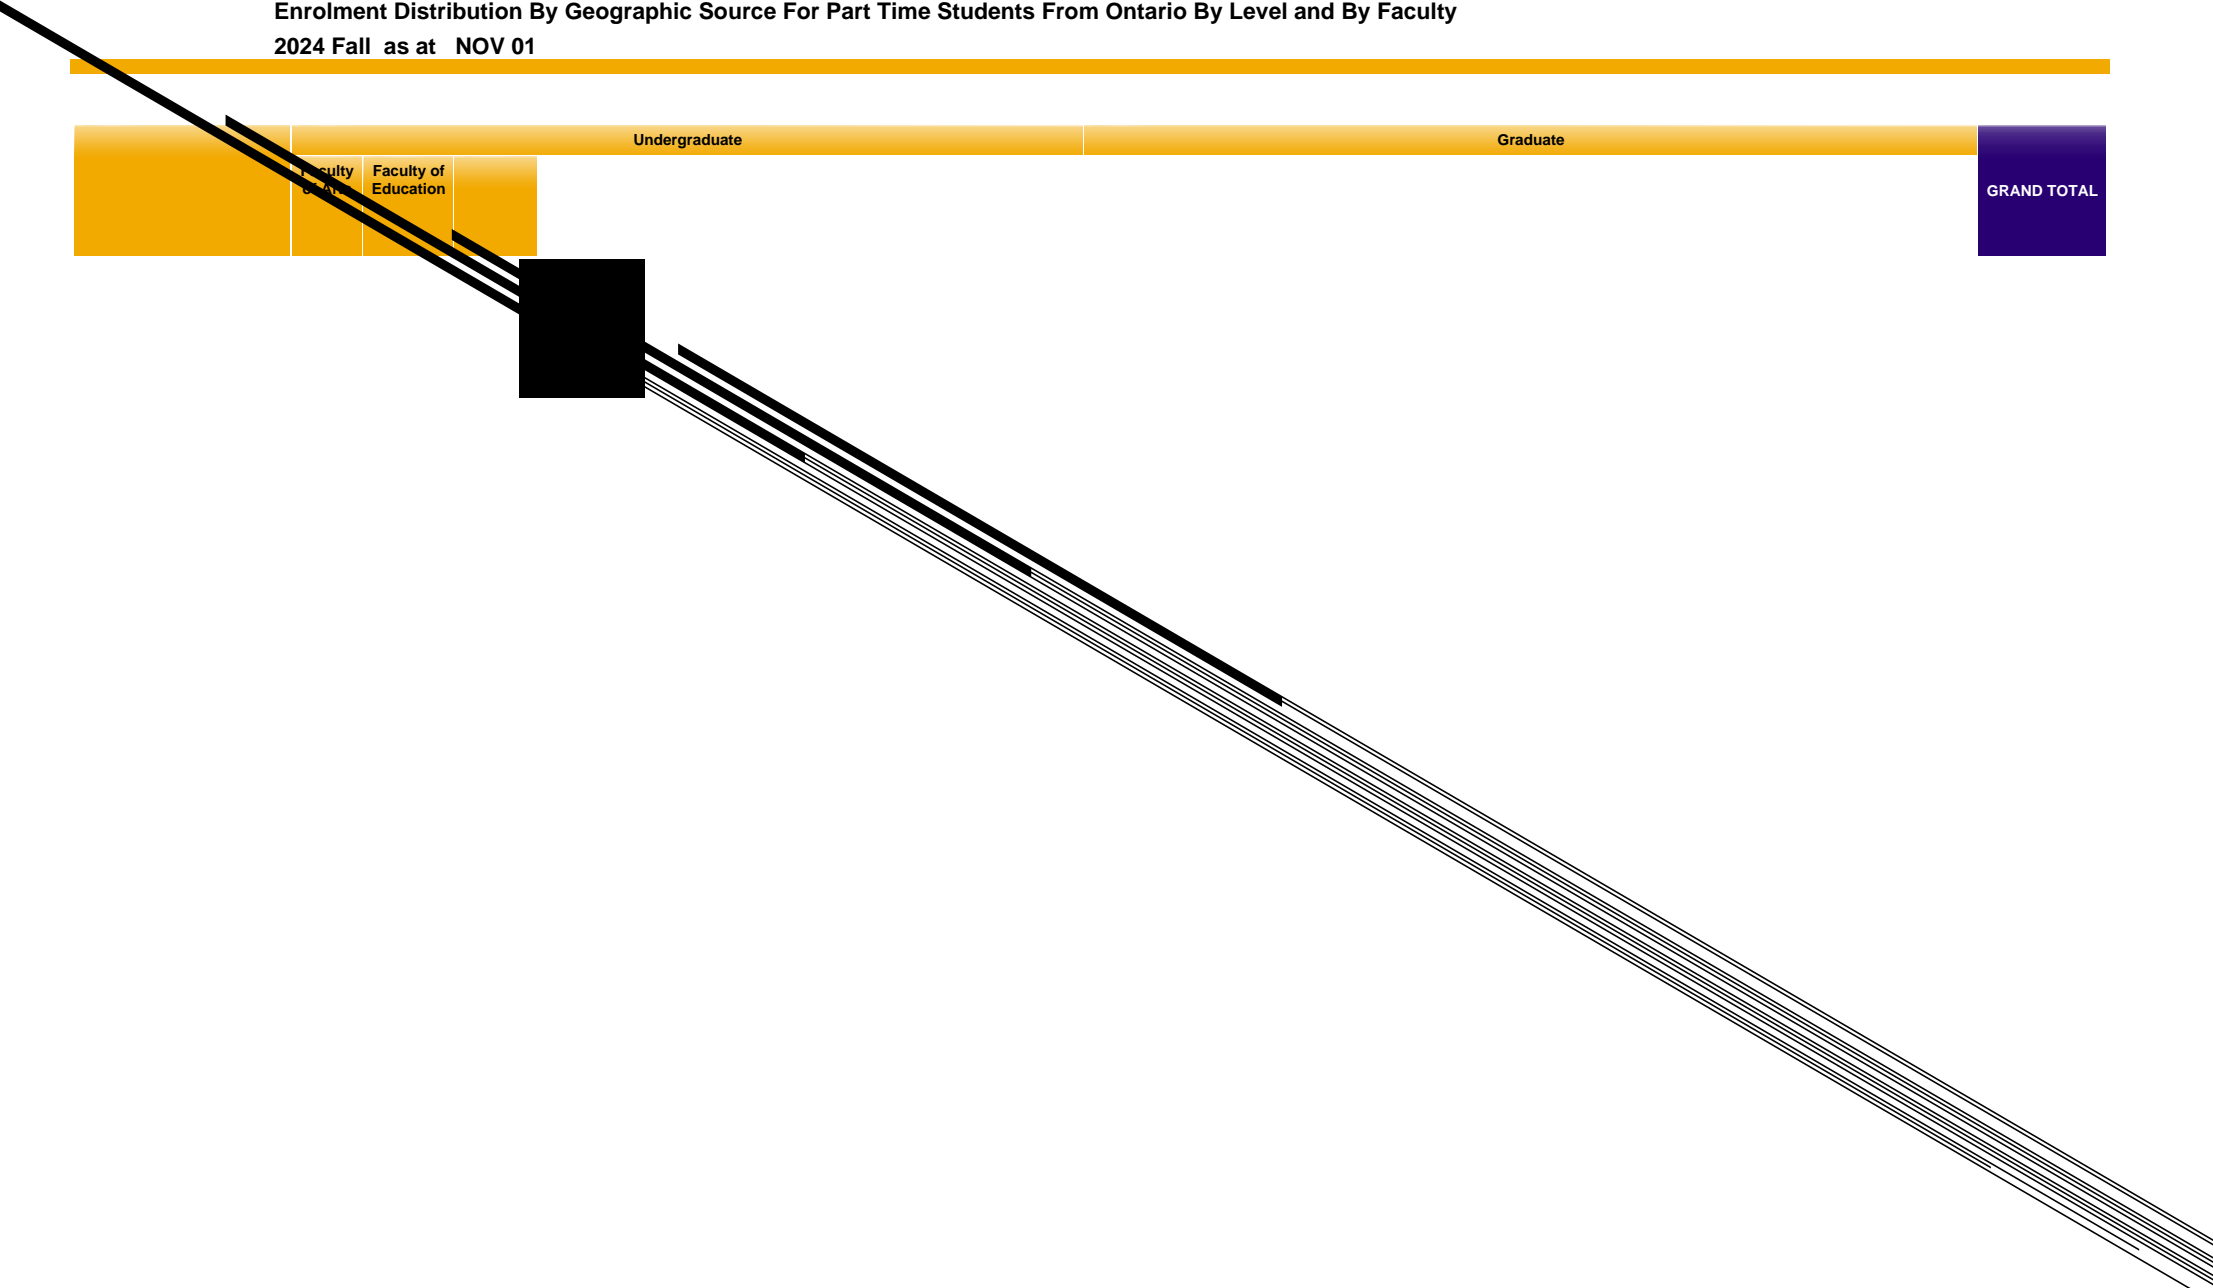 Enrolment Distribution By Geographic Source For Part Time Students From Ontario By Level and By Faculty
2024 Fall as at NOV 01
Undergraduate
Graduate
GRAND TOTAL
Faculty of
Education